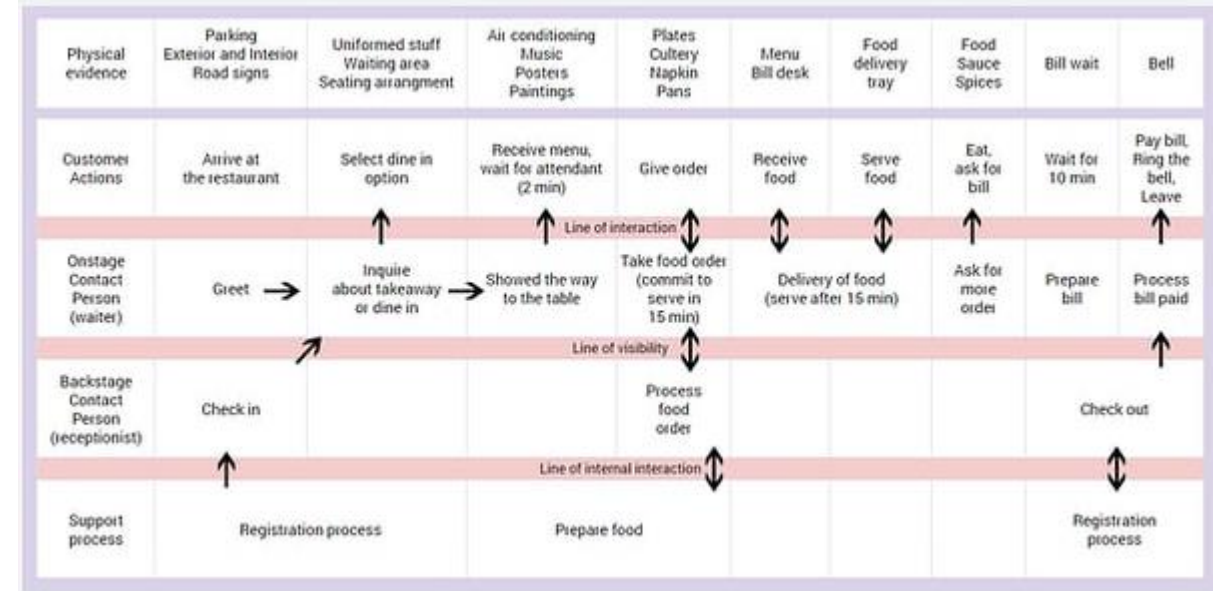 Physical
evidence
Parking
Exterior and Interior
Road signs
Uniformed stuff
Waiting area
Seating arrangment
Air conditioning
Music
Posters
Paintings
Plates
Cultery
Napkin
Pans
Menu
Bill desk
Food
delivery
tray
Food
Sauce
Spices
Bill wait
Bell
Customer
Actions
Arrive at
the restaurant
Select dine in
option
Receive menu,
wait for attendant
(2 min)
Give order
Receive
food
Serve
food
Eat,
ask for
bill
Wait for
10 min
Pay bill,
Ring the
bell,
Leave
Line of interaction
Onstage
Contact
Person
(waiter)
Greet
Inquire
about takeaway
or dine in
Showed the way
to the table
Take food order
(commit to
serve in
15 min)
Delivery of food
(serve after 15 min)
Ask for
more
order
Prepare
bill
Process
bill paid
Line of visibility
Backstage
Contact
Person
(receptionist)
Check in
Process
food
order
Check out
Line of internal interaction
Support
process
Registration process
Prepare food
Registration
process